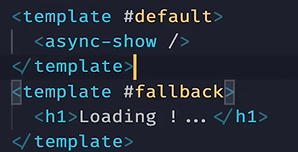 <template #default>
<async-show />
</template>
<template #fallback>
<h1>Loading !...</h1>
</template>